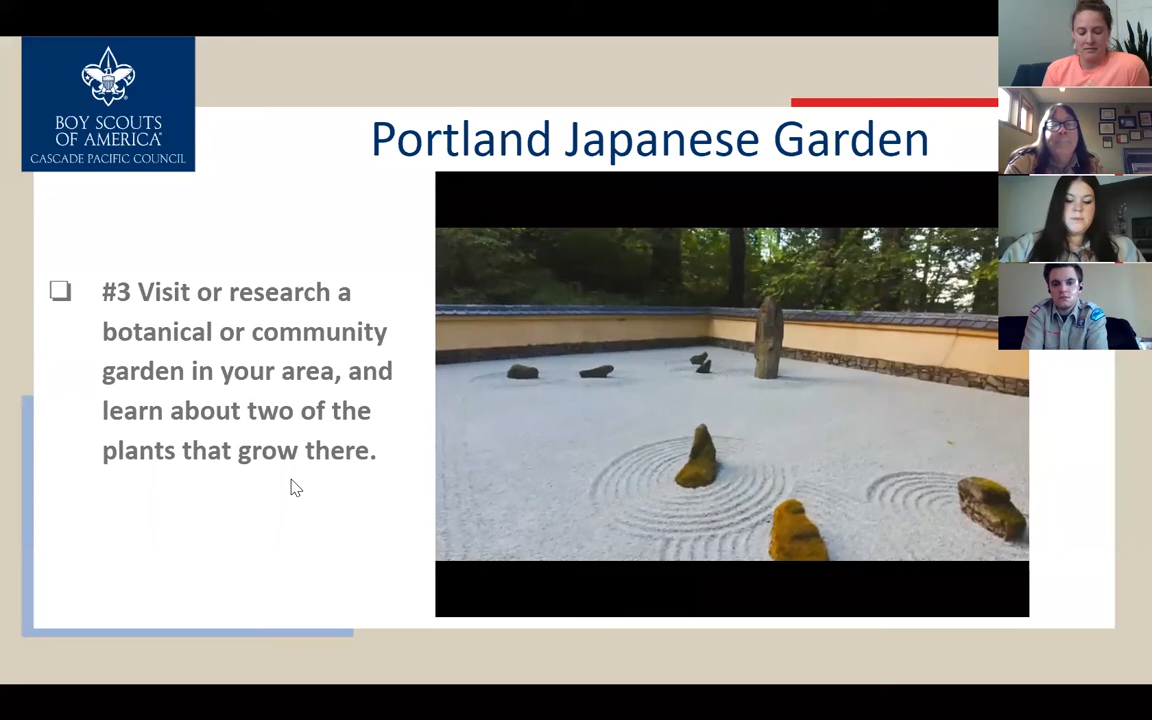 BOY SCOUTS
OF AMERICA®
CASCADE PACIFIC COUNCIL
Portland Japanese Garden
#3 Visit or research a
botanical or community
garden in your area, and
learn about two of the
plants that grow there.